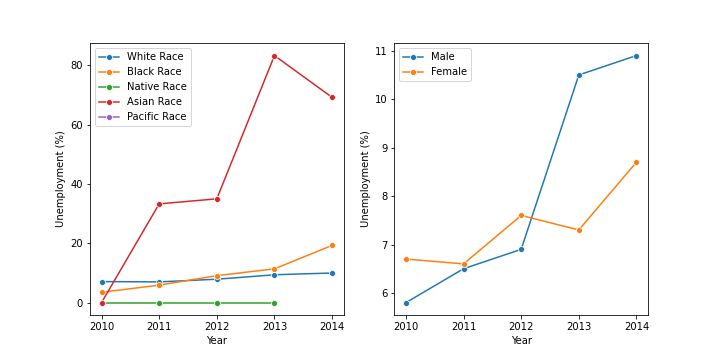 White Race
Black Race
Native Race
Asian Race
Pacific Race
80
60
40
20
0
Unemployment (%)
2010 2011 2012 2013 2014
Year
Male
Female
11
10
9
8
7
6
Unemployment (%)
2010 2011 2012 2013 2014
Year